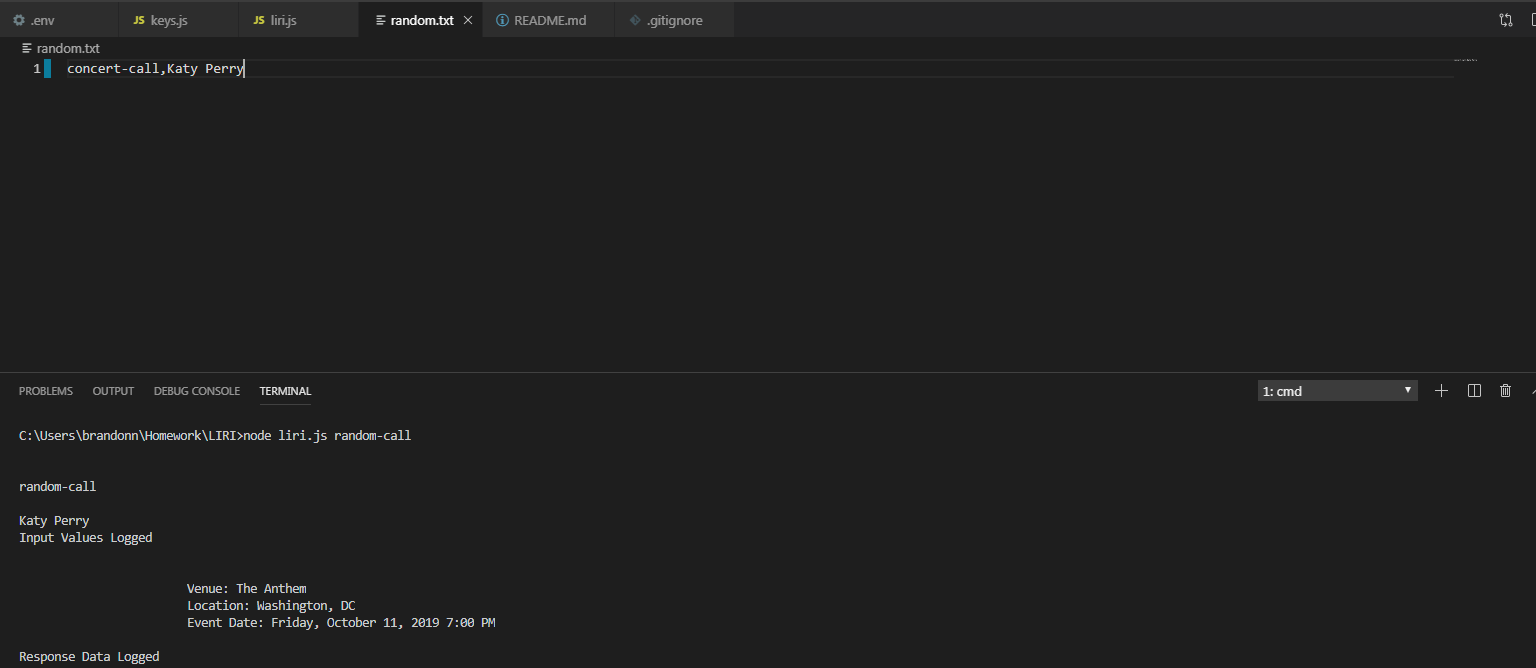 .env JS keys.js JS liri.js random.txt README.md .gitignore
random.txt
1 concert-call,Katy Perry
PROBLEMS OUTPUT DEBUG CONSOLE TERMINAL 1: cmd
C:\Users\brandonn\Homework\LIRI>node liri.js random-call
random-call
Katy Perry
Input Values Logged
Venue: The Anthem
Location: Washington, DC
Event Date: Friday, October 11, 2019 7:00 PM
Response Data Logged